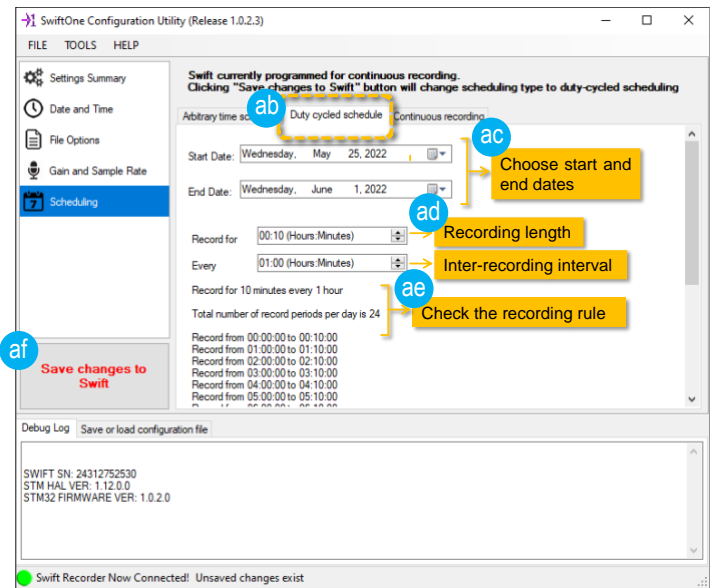 SwiftOne Configuration Utility (Release 1.0.2.3)
FILE TOOLS HELP
Settings Summary
Date and Time
File Options
Gain and Sample Rate
7 Scheduling
af
Save changes to
Swift
Swift currently programmed for continuous recording.
Clicking "Save changes to Swift" button will change scheduling type to duty-cycled scheduling
ab
Arbitrary time sc Duty cycled schedule Continuous recording
Start Date: Wednesday, May 25, 2022
End Date: Wednesday, June 1, 2022
ac
Choose start and
end dates
ad
Record for 00:10 (Hours:Minutes)
Recording length
Every 01:00 (Hours:Minutes)
Inter-recording interval
Record for 10 minutes every 1 hour
Total number of record periods per day is 24
ae
Check the recording rule
Record from 00:00:00 to 00:10:00
Record from 01:00:00 to 01:10:00
Record from 02:00:00 to 02:10:00
Record from 03:00:00 to 03:10:00
Record from 04:00:00 to 04:10:00
Record from 05:00:00 to 05:10:00
Debug Log Save or load configuration file
SWIFT SN: 24312752530
STM HAL VER: 1.12.0.0
STM32 FIRMWARE VER: 1.0.2.0
Swift Recorder Now Connected! Unsaved changes exist